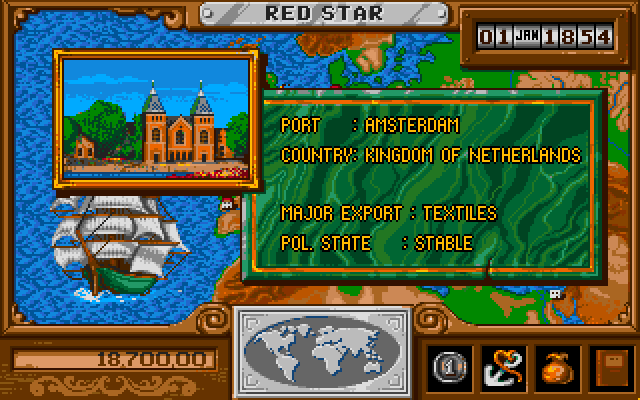 RED STAR
01 JAN 1854
PORT : AMSTERDAM
COUNTRY: KINGDOM OF NETHERLANDS
MAJOR EXPORT : TEXTILES
POL. STATE : STABLE
18.700,00
1